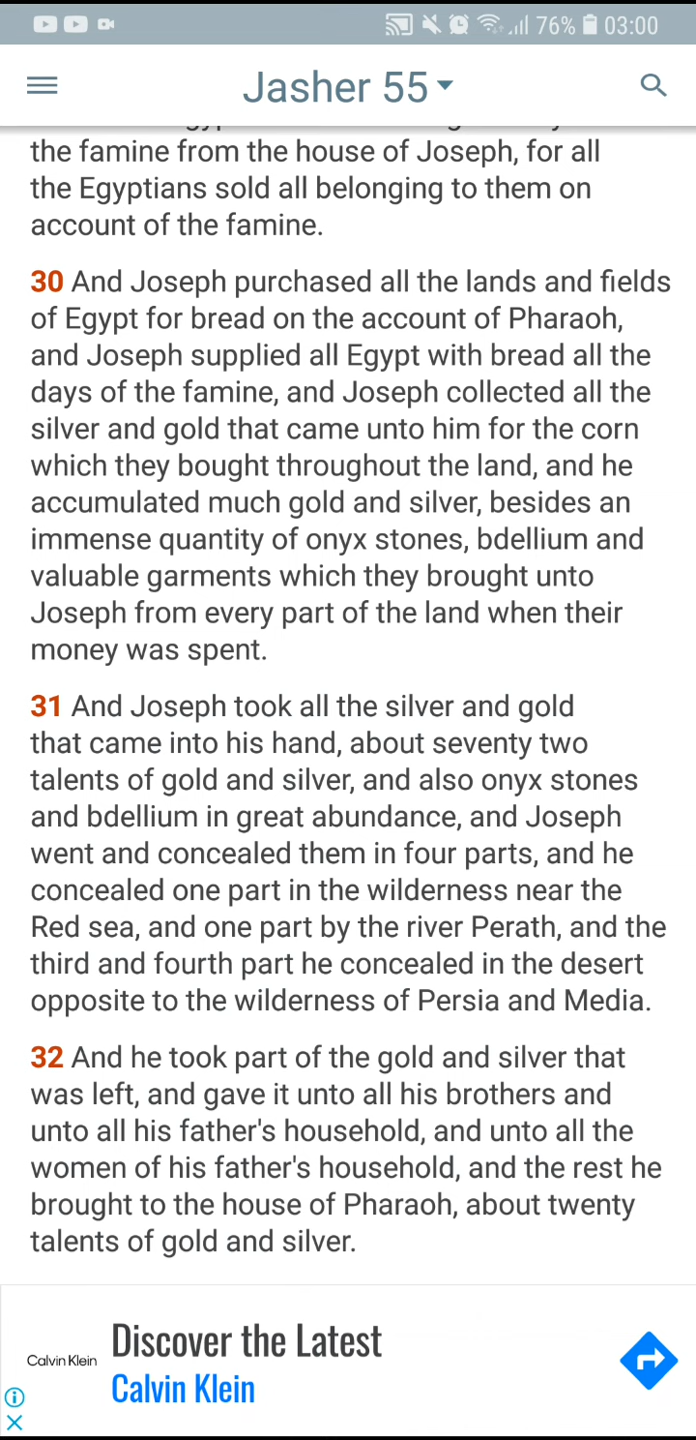 76% 03:00
Jasher 55
the famine from the house of Joseph, for all
the Egyptians sold all belonging to them on
account of the famine.
30 And Joseph purchased all the lands and fields
of Egypt for bread on the account of Pharaoh,
and Joseph supplied all Egypt with bread all the
days of the famine, and Joseph collected all the
silver and gold that came unto him for the corn
which they bought throughout the land, and he
accumulated much gold and silver, besides an
immense quantity of onyx stones, bdellium and
valuable garments which they brought unto
Joseph from every part of the land when their
money was spent.
31 And Joseph took all the silver and gold
that came into his hand, about seventy two
talents of gold and silver, and also onyx stones
and bdellium in great abundance, and Joseph
went and concealed them in four parts, and he
concealed one part in the wilderness near the
Red sea, and one part by the river Perath, and the
third and fourth part he concealed in the desert
opposite to the wilderness of Persia and Media.
32 And he took part of the gold and silver that
was left, and gave it unto all his brothers and
unto all his father's household, and unto all the
women of his father's household, and the rest he
brought to the house of Pharaoh, about twenty
talents of gold and silver.
Discover the Latest
Calvin Klein
Calvin Klein